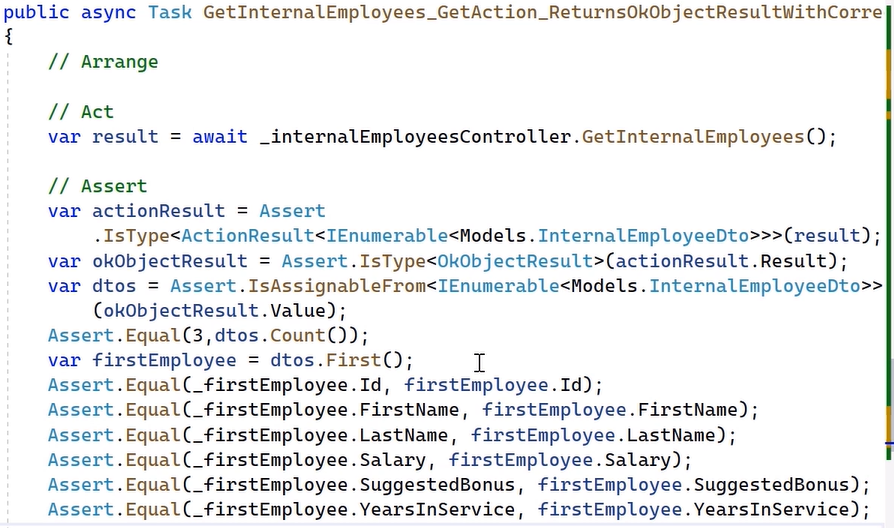 public async Task GetInternalEmployees_GetAction_ReturnsOkObjectResultWithCorre
{
// Arrange
// Act
var result = await _internalEmployeesController.GetInternalEmployees();
// Assert
var actionResult = Assert
.IsType<ActionResult<IEnumerable<Models.InternalEmployeeDto>>>(result);
var okObjectResult = Assert.IsType<OkObjectResult>(actionResult.Result);
var dtos = Assert.IsAssignableFrom<IEnumerable<Models.InternalEmployeeDto>>
(okObjectResult.Value);
Assert.Equal(3,dtos.Count());
var firstEmployee = dtos.First();
Assert.Equal(_firstEmployee.Id, firstEmployee.Id);
Assert.Equal(_firstEmployee.FirstName, firstEmployee.FirstName);
Assert.Equal(_firstEmployee.LastName, firstEmployee.LastName);
Assert.Equal(_firstEmployee.Salary, firstEmployee.Salary);
Assert.Equal(_firstEmployee.SuggestedBonus, firstEmployee.SuggestedBonus);
Assert.Equal(_firstEmployee.YearsInService, firstEmployee.YearsInService);